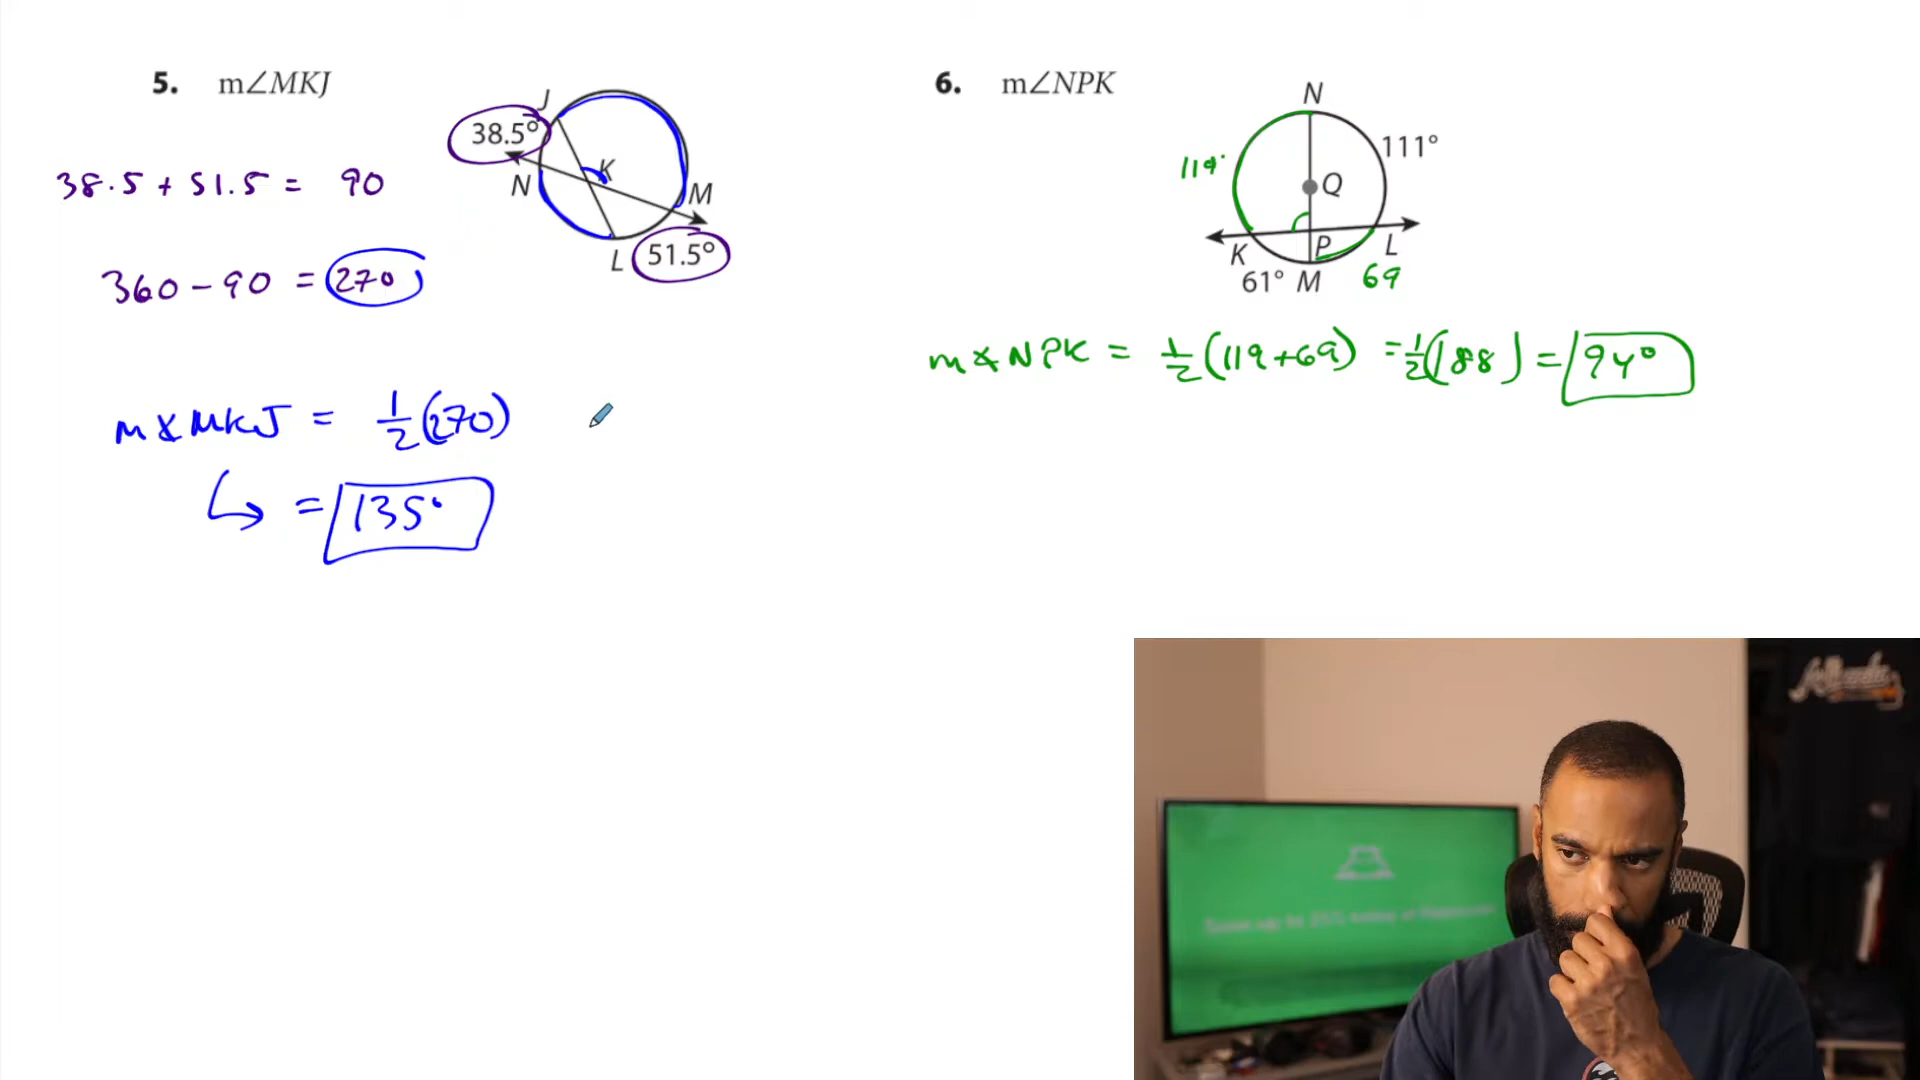 5. m∠MKJ
J
38.5°
K
N
M
L
51.5°
38.5 + 51.5 = 90
360 - 90 = 270
m∡MKJ = 1/2(270)
↳ = 135°
6. m∠NPK
N
111°
119°
Q
K
P
L
61°
M
69
m∡NPK = 1/2(119+69) = 1/2(188) = 94°